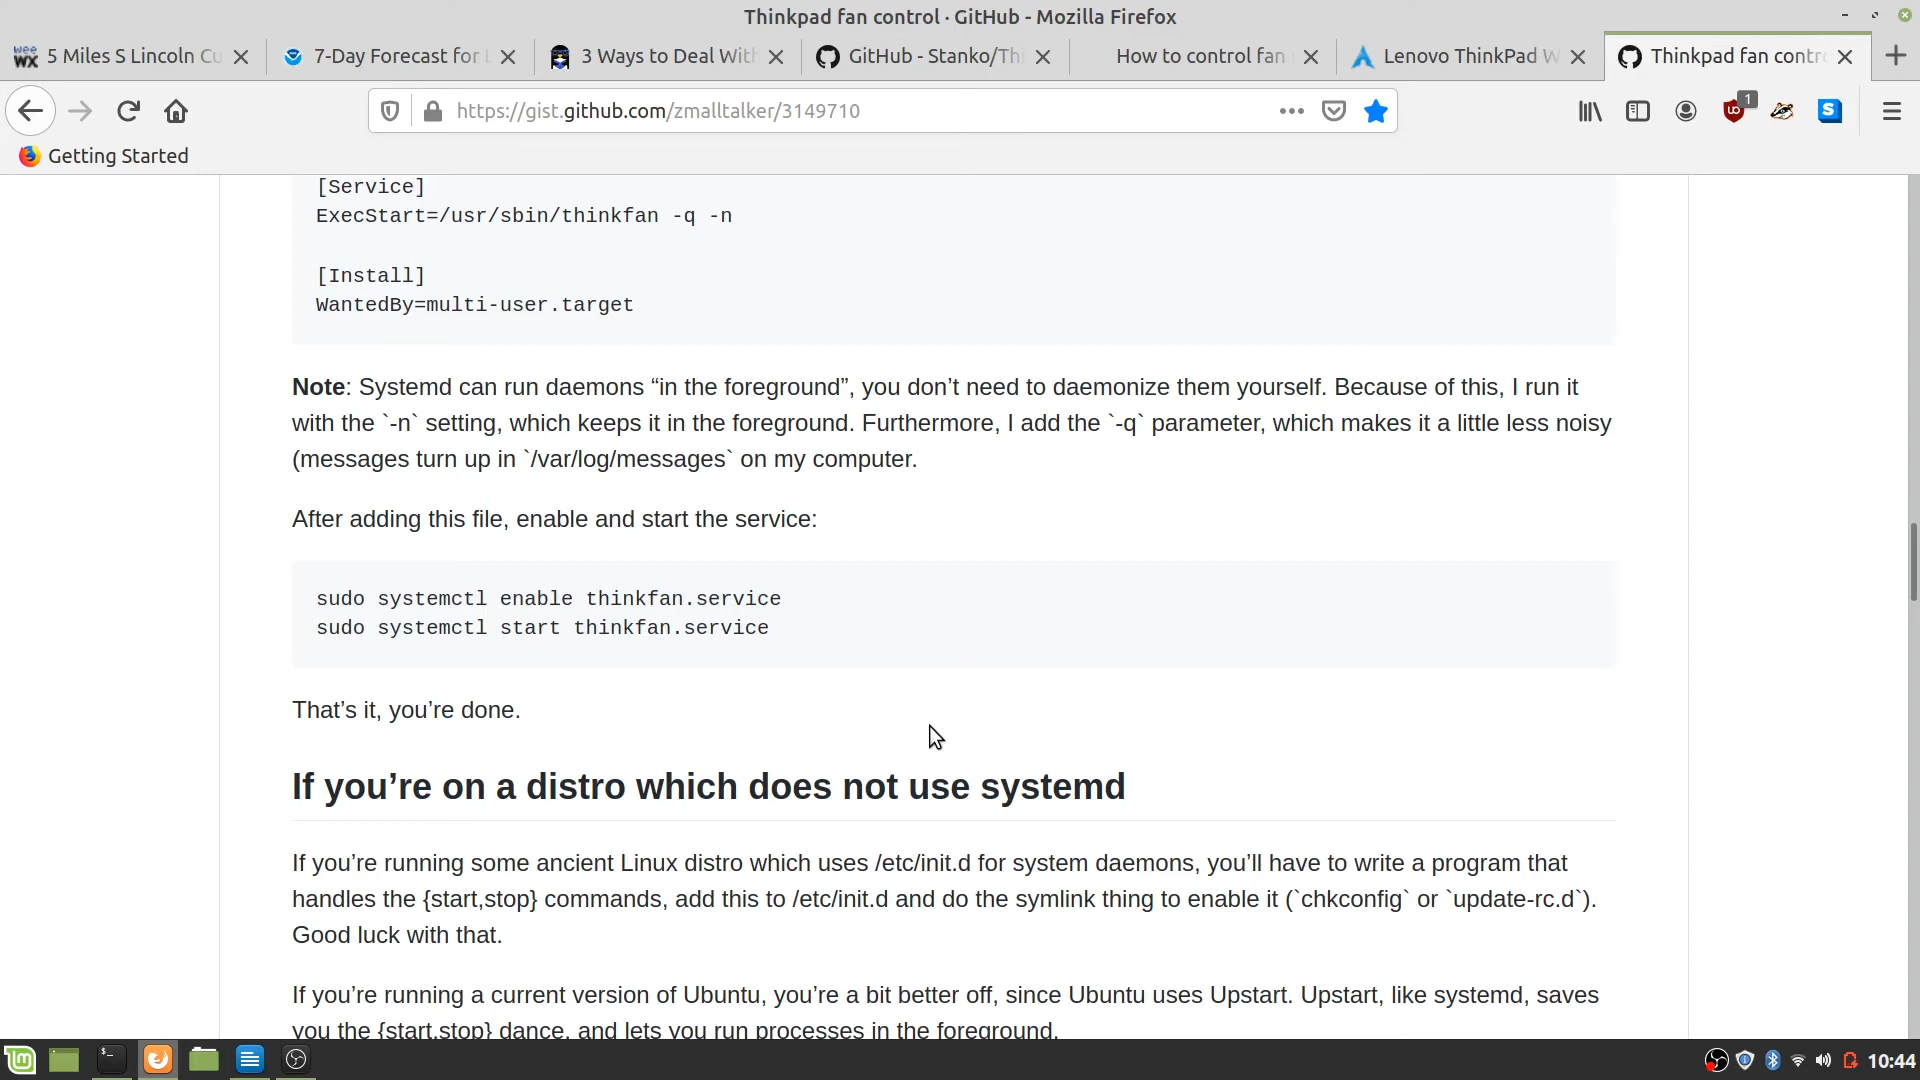 Thinkpad fan control · GitHub - Mozilla Firefox
5 Miles S Lincoln Cu
7-Day Forecast for L
3 Ways to Deal With
GitHub - Stanko/Thi
How to control fan
Lenovo ThinkPad W
Thinkpad fan contro
https://gist.github.com/zmalltalker/3149710
1
Getting Started
[Service]
ExecStart=/usr/sbin/thinkfan -q -n
[Install]
WantedBy=multi-user.target
Note: Systemd can run daemons “in the foreground”, you don’t need to daemonize them yourself. Because of this, I run it
with the `-n` setting, which keeps it in the foreground. Furthermore, I add the `-q` parameter, which makes it a little less noisy
(messages turn up in `/var/log/messages` on my computer.
After adding this file, enable and start the service:
sudo systemctl enable thinkfan.service
sudo systemctl start thinkfan.service
That’s it, you’re done.
If you’re on a distro which does not use systemd
If you’re running some ancient Linux distro which uses /etc/init.d for system daemons, you’ll have to write a program that
handles the {start,stop} commands, add this to /etc/init.d and do the symlink thing to enable it (`chkconfig` or `update-rc.d`).
Good luck with that.
If you’re running a current version of Ubuntu, you’re a bit better off, since Ubuntu uses Upstart. Upstart, like systemd, saves
you the {start,stop} dance, and lets you run processes in the foreground.
10:44